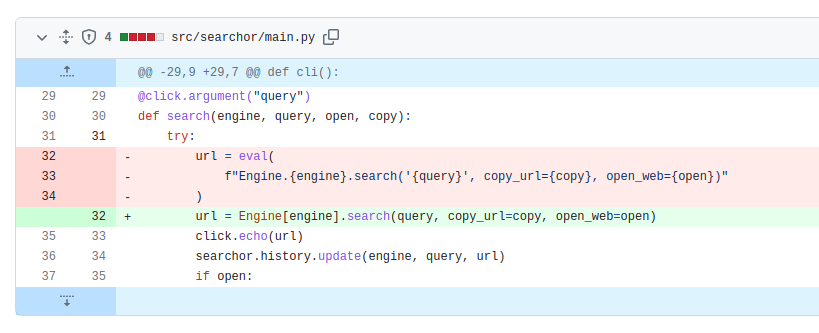 4 src/searchor/main.py
@@ -29,9 +29,7 @@ def cli():
29 29 @click.argument("query")
30 30 def search(engine, query, open, copy):
31 31 try:
32 - url = eval(
33 - f"Engine.{engine}.search('{query}', copy_url={copy}, open_web={open})"
34 - )
32 + url = Engine[engine].search(query, copy_url=copy, open_web=open)
35 33 click.echo(url)
36 34 searchor.history.update(engine, query, url)
37 35 if open: